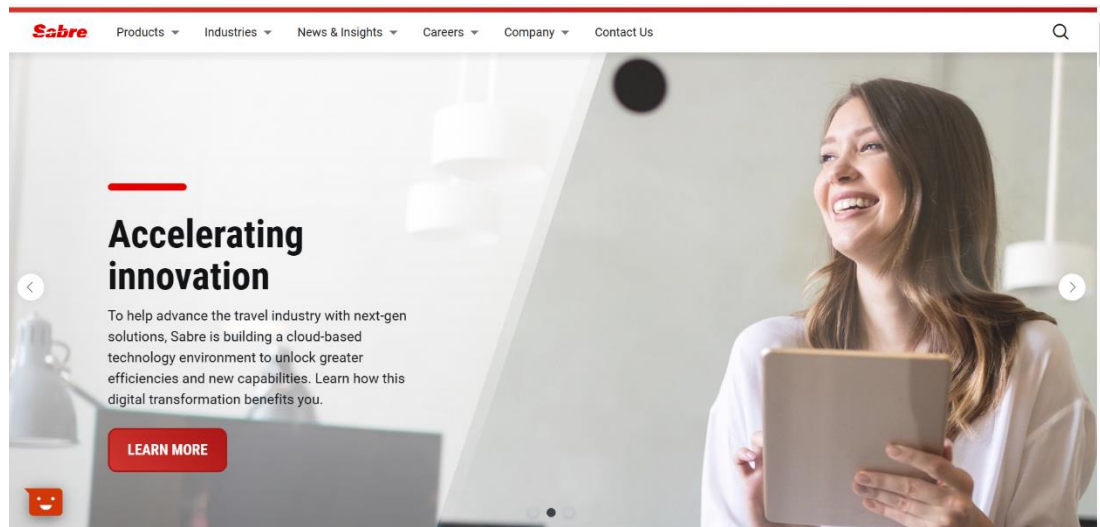 Sabre
Products
Industries
News & Insights
Careers
Company
Contact Us
Accelerating
innovation
To help advance the travel industry with next-gen
solutions, Sabre is building a cloud-based
technology environment to unlock greater
efficiencies and new capabilities. Learn how this
digital transformation benefits you.
LEARN MORE